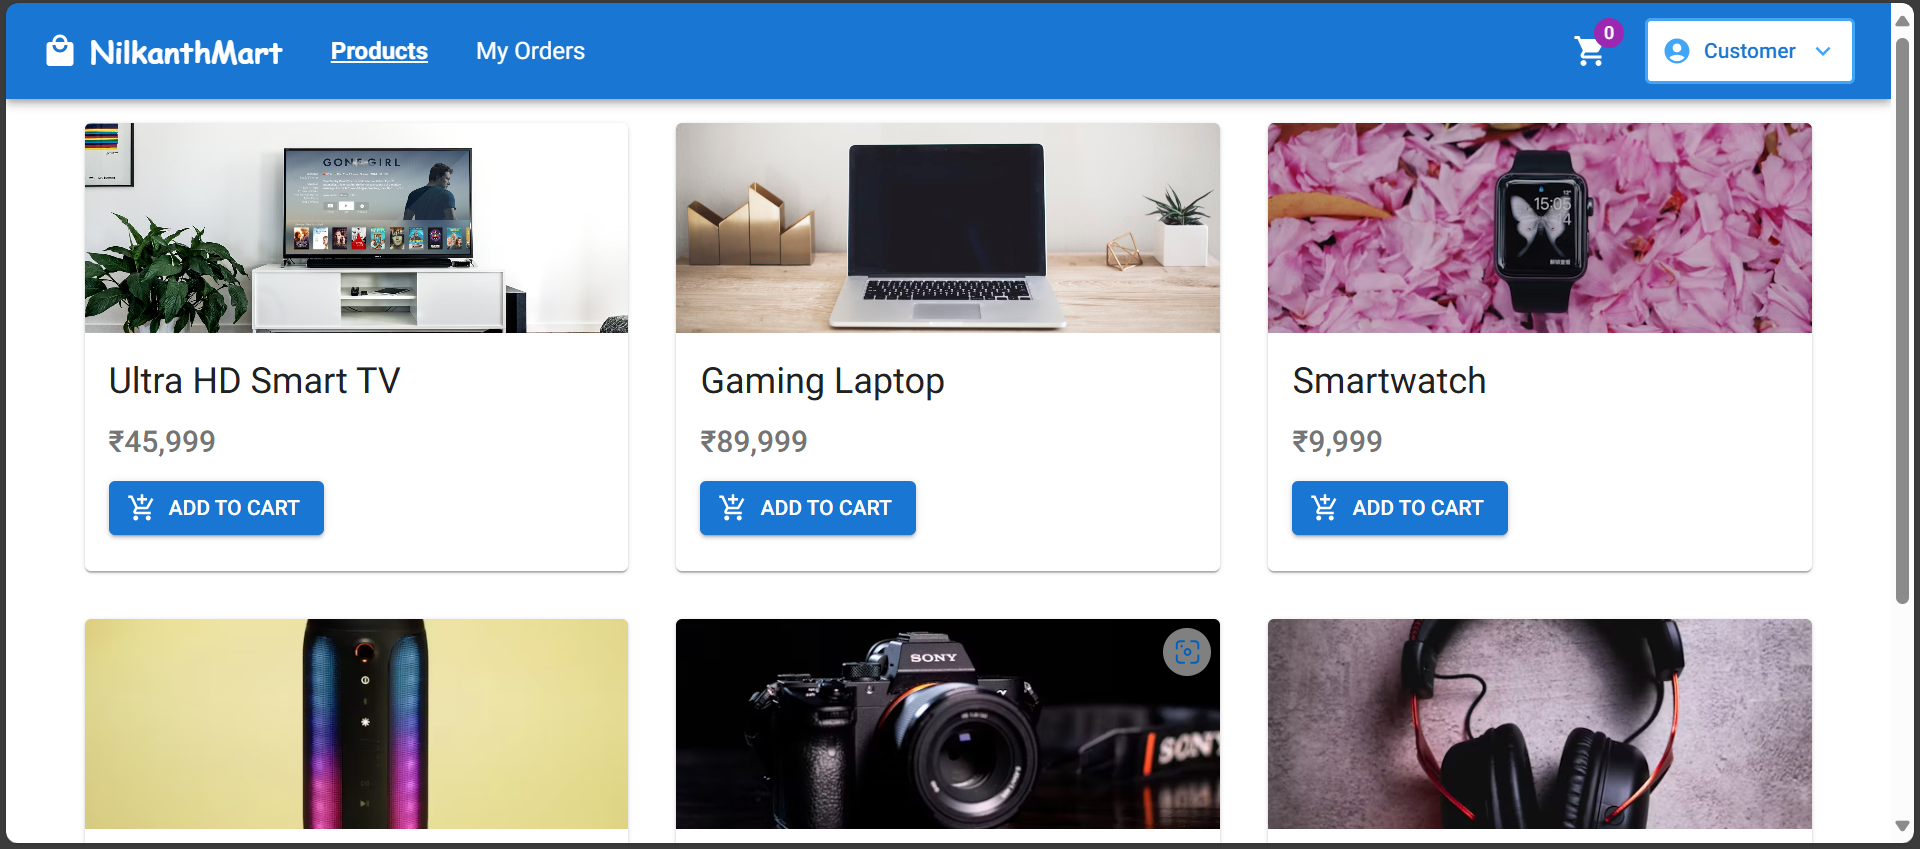 NilkanthMart
Products
My Orders
0
Customer
GONE GIRL
15:05
Ultra HD Smart TV
Gaming Laptop
Smartwatch
₹45,999
₹89,999
₹9,999
ADD TO CART
ADD TO CART
ADD TO CART
SONY
α
SONY